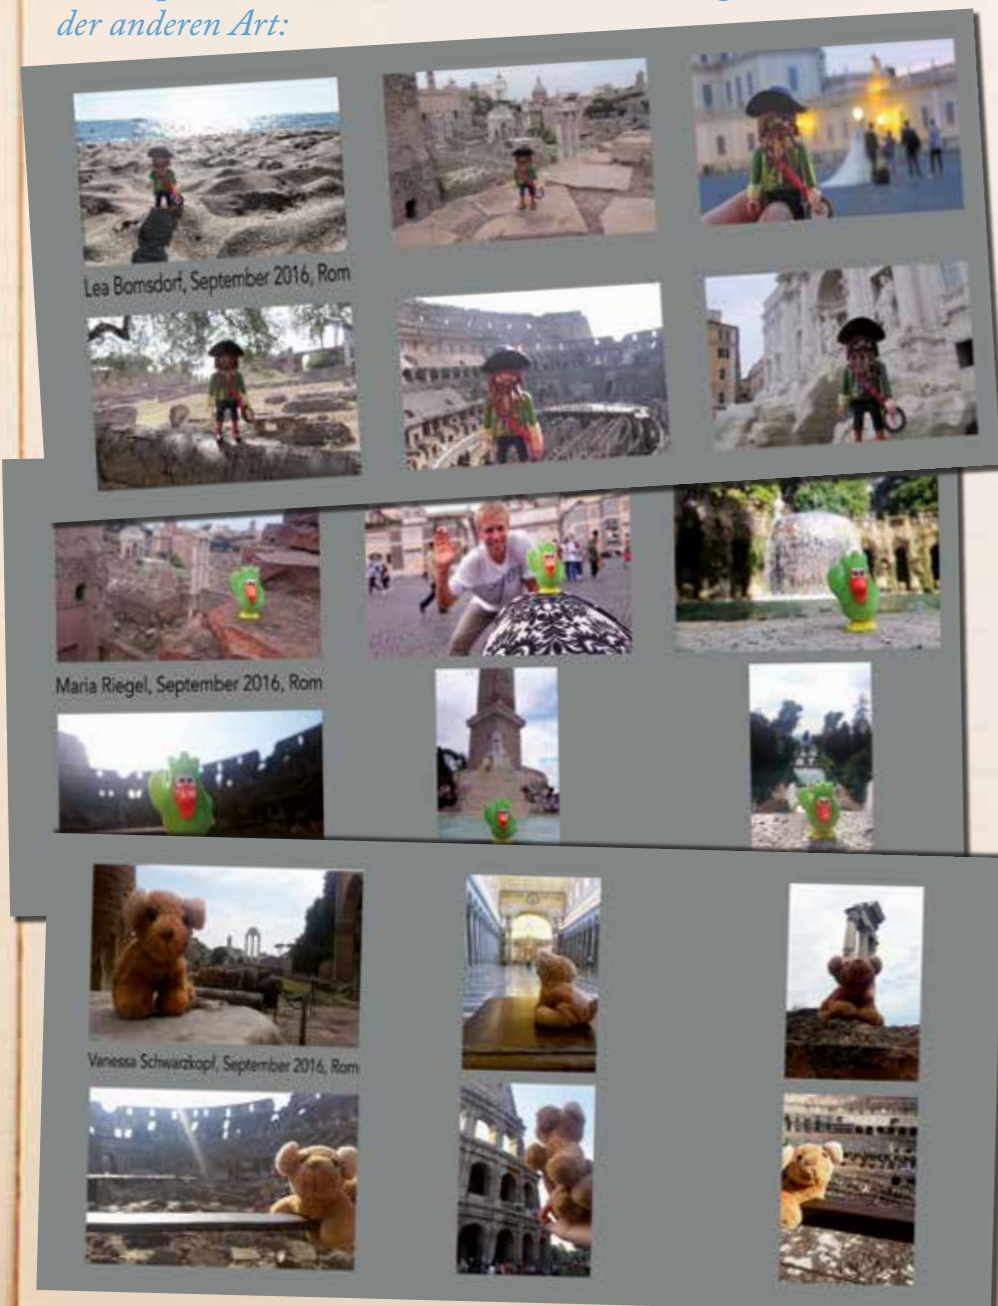 der anderen Art:
Lea Bornsdorf, September 2016, Rom
Maria Riegel, September 2016, Rom
Vanessa Schwarzkopf, September 2016, Rom